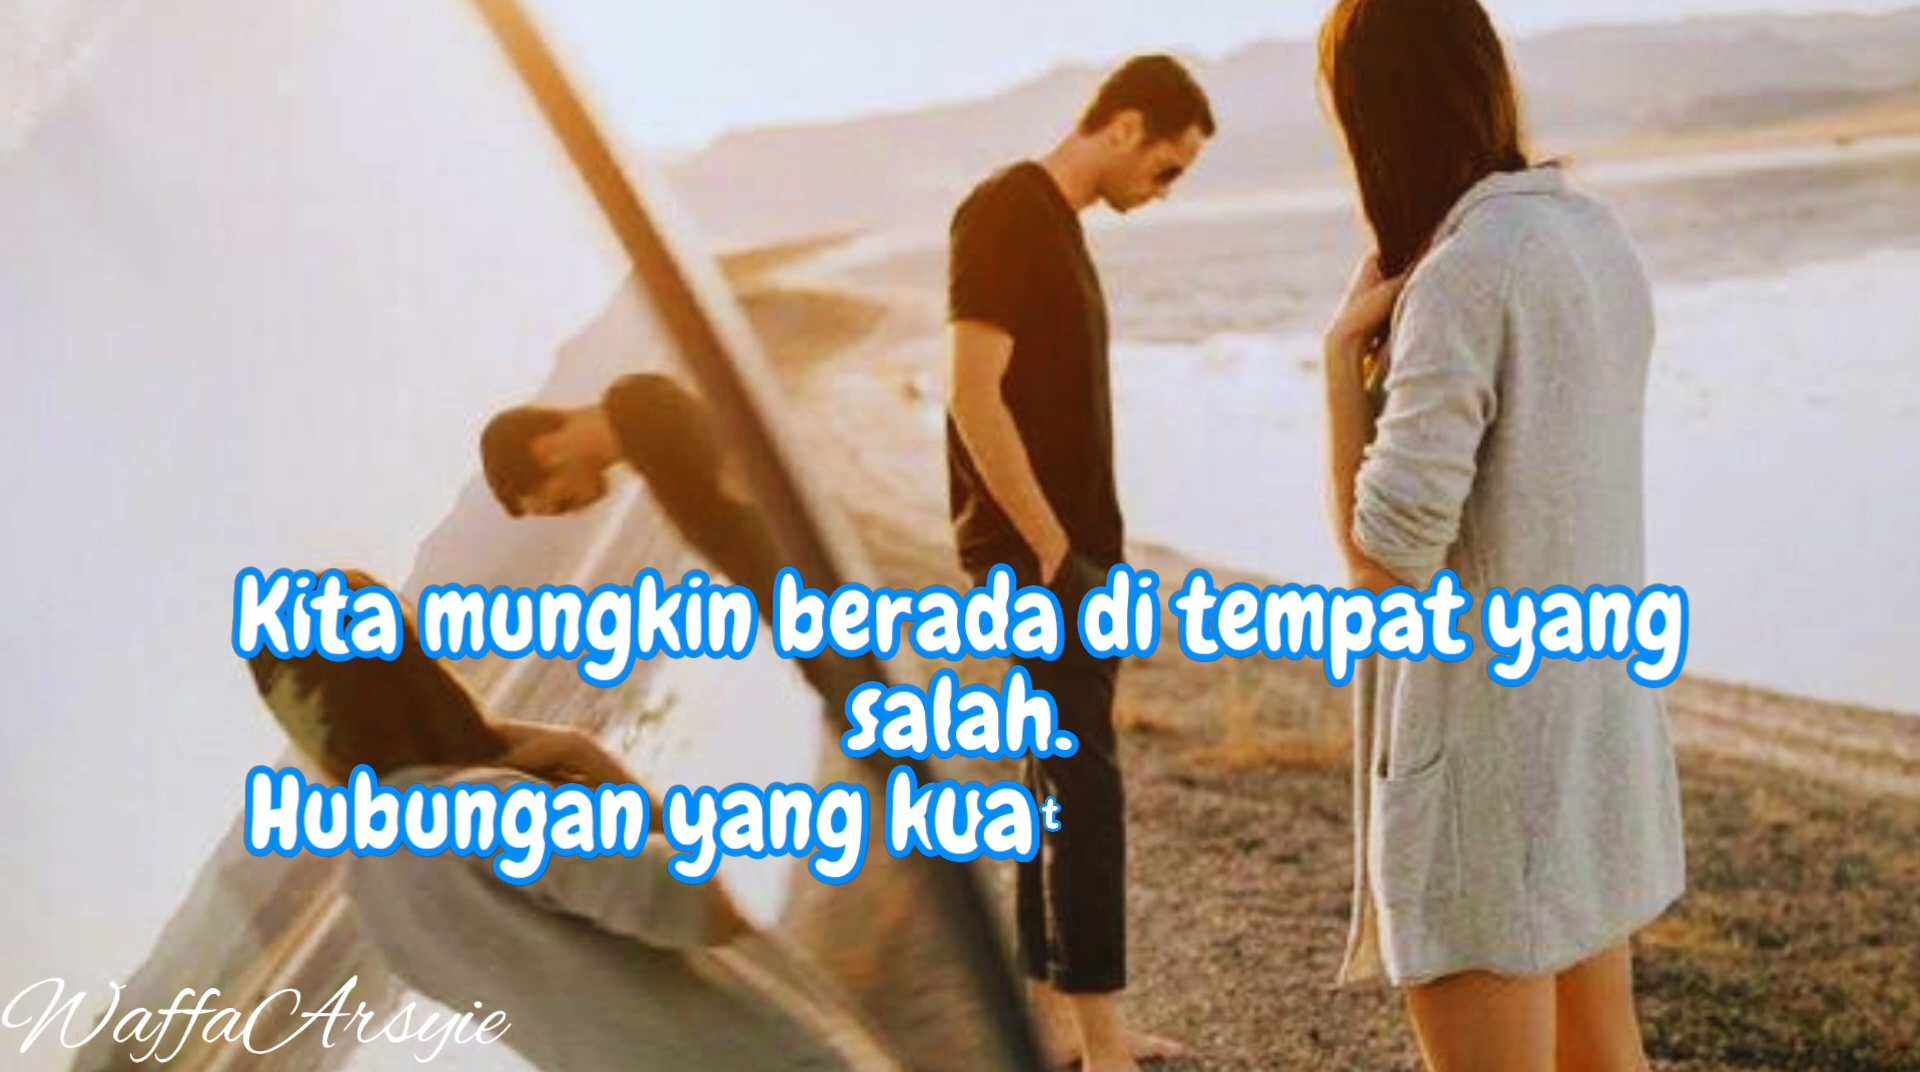 Kita mungkin berada di tempat yang
salah.
Hubungan yang kuat
WaffaArsyie